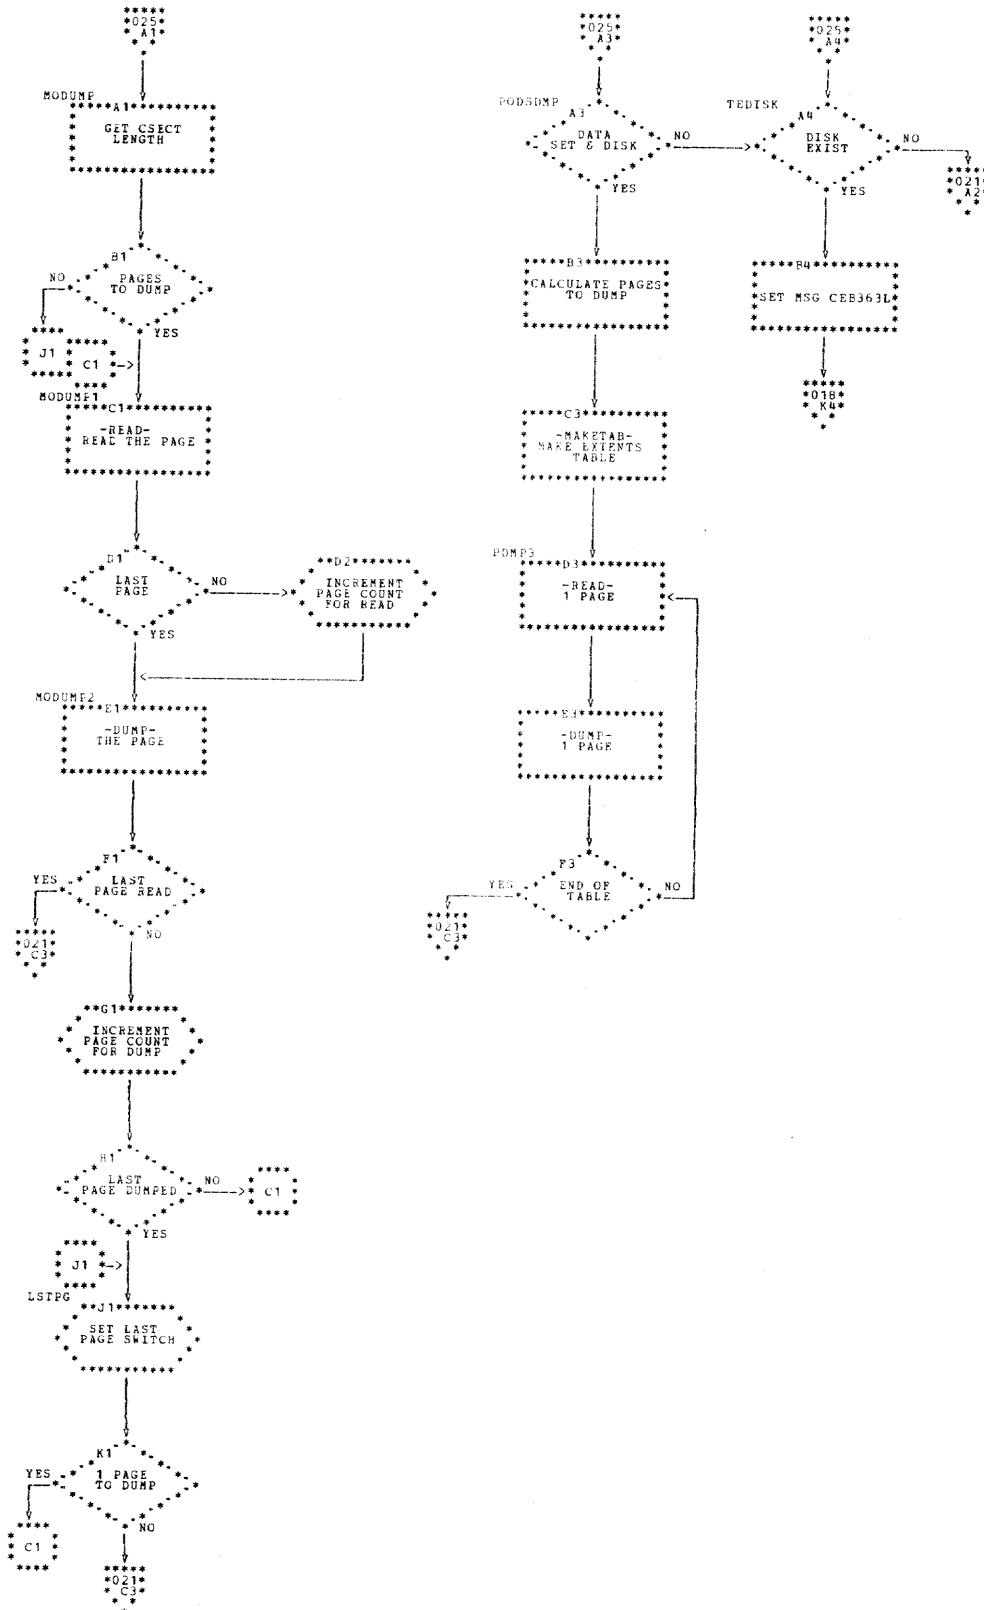 025
A1
MODUMP
A1
GET CSECT
LENGTH
B1
PAGES
TO DUMP
NO
YES
J1
C1
MODUMP1
C1
-READ-
READ THE PAGE
D1
LAST
PAGE
NO
YES
D2
INCREMENT
PAGE COUNT
FOR READ
MODUMP2
E1
-DUMP-
THE PAGE
F1
LAST
PAGE READ
YES
NO
021
C3
G1
INCREMENT
PAGE COUNT
FOR DUMP
H1
LAST
PAGE DUMPED
NO
C1
YES
J1
LSTPG
J1
SET LAST
PAGE SWITCH
K1
1 PAGE
TO DUMP
YES
NO
C1
021
C3
025
A3
PODSDMP
A3
DATA
SET & DISK
NO
YES
B3
CALCULATE PAGES
TO DUMP
C3
-MAKETAB-
MAKE EXTENTS
TABLE
PDMP3
D3
-READ-
1 PAGE
E3
-DUMP-
1 PAGE
F3
END OF
TABLE
YES
NO
021
C3
025
A4
TEDISK
A4
DISK
EXIST
NO
YES
021
A2
B4
SET MSG CEB363L
018
K4